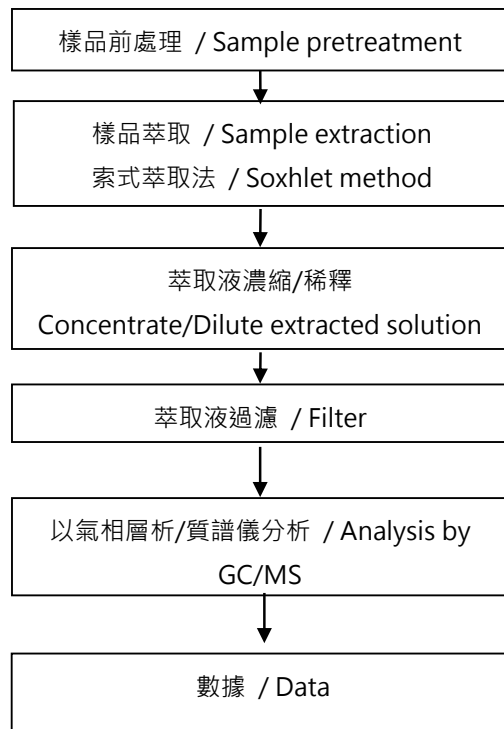 樣品前處理 / Sample pretreatment
樣品萃取 / Sample extraction
索式萃取法 / Soxhlet method
萃取液濃縮/稀釋
Concentrate/Dilute extracted solution
萃取液過濾 / Filter
以氣相層析/質譜儀分析 / Analysis by
GC/MS
數據 / Data